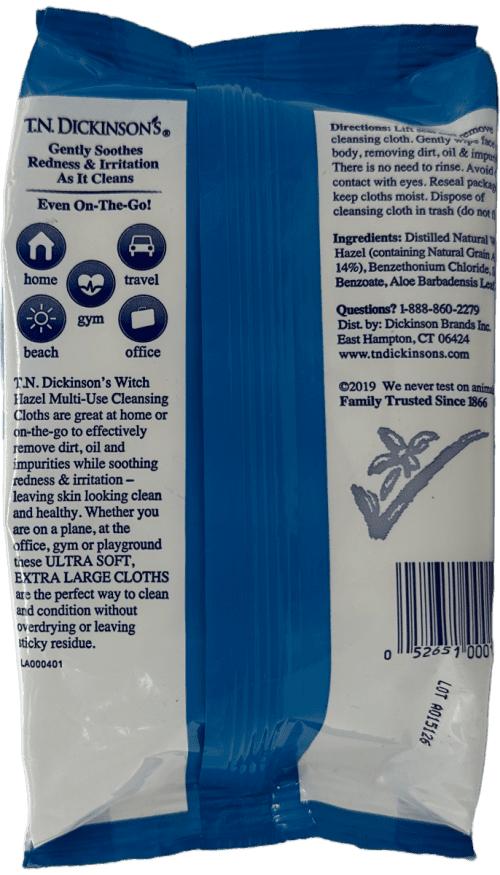 T.N. DICKINSON'S®
Gently Soothes
Redness & Irritation
As It Cleans
Even On-The-Go!
home
travel
gym
beach
office
T.N. Dickinson's Witch
Hazel Multi-Use Cleansing
Cloths are great at home or
on-the-go to effectively
remove dirt, oil and
impurities while soothing
redness & irritation –
leaving skin looking clean
and healthy. Whether you
are on a plane, at the
office, gym or playground
these ULTRA SOFT,
EXTRA LARGE CLOTHS
are the perfect way to clean
and condition without
overdrying or leaving
sticky residue.
LA000401
Directions: Lift remove
cleansing cloth. Gently wipe face
body, removing dirt, oil &
There is no need to rinse. Avoid
contact with eyes. Reseal
keep cloths moist. Dispose of
cleansing cloth in trash (do not
Ingredients: Distilled Natural
Hazel (containing Natural Grain
14%), Benzethonium Chloride,
Benzoate, Aloe Barbadensis Leaf
Questions? 1-888-860-2279
Dist. by: Dickinson Brands Inc.
East Hampton, CT 06424
www.tndickinsons.com
©2019 We never test on
Family Trusted Since 1866
0 52651 000
LOT A015126